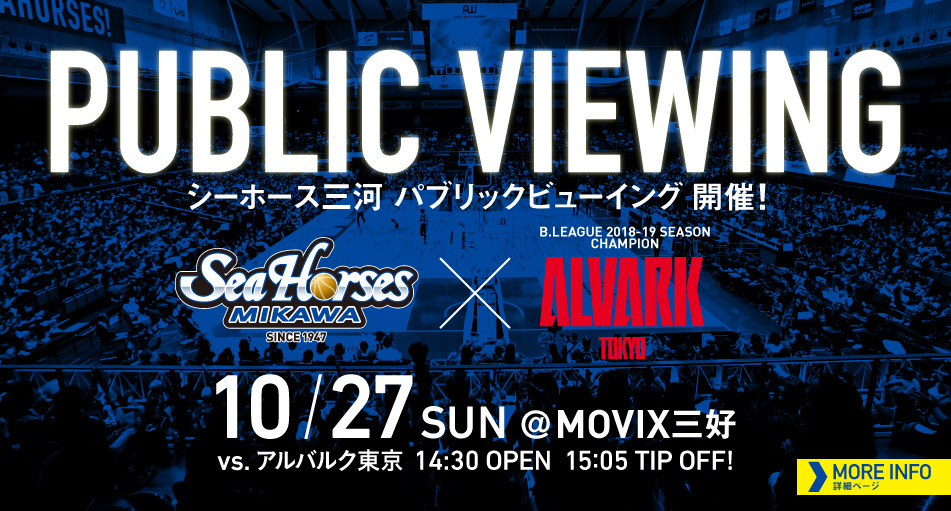 AHORSES!
PUBLIC VIEWING
シーホース三河 パブリックビューイング 開催！
B.LEAGUE 2018-19 SEASON
CHAMPION
SeaHorses
MIKAWA
SINCE 1947
×
ALVARK
TOKYO
10/27 SUN @MOVIX三好
vs. アルバルク東京 14:30 OPEN 15:05 TIP OFF!
MORE INFO
詳細ページ